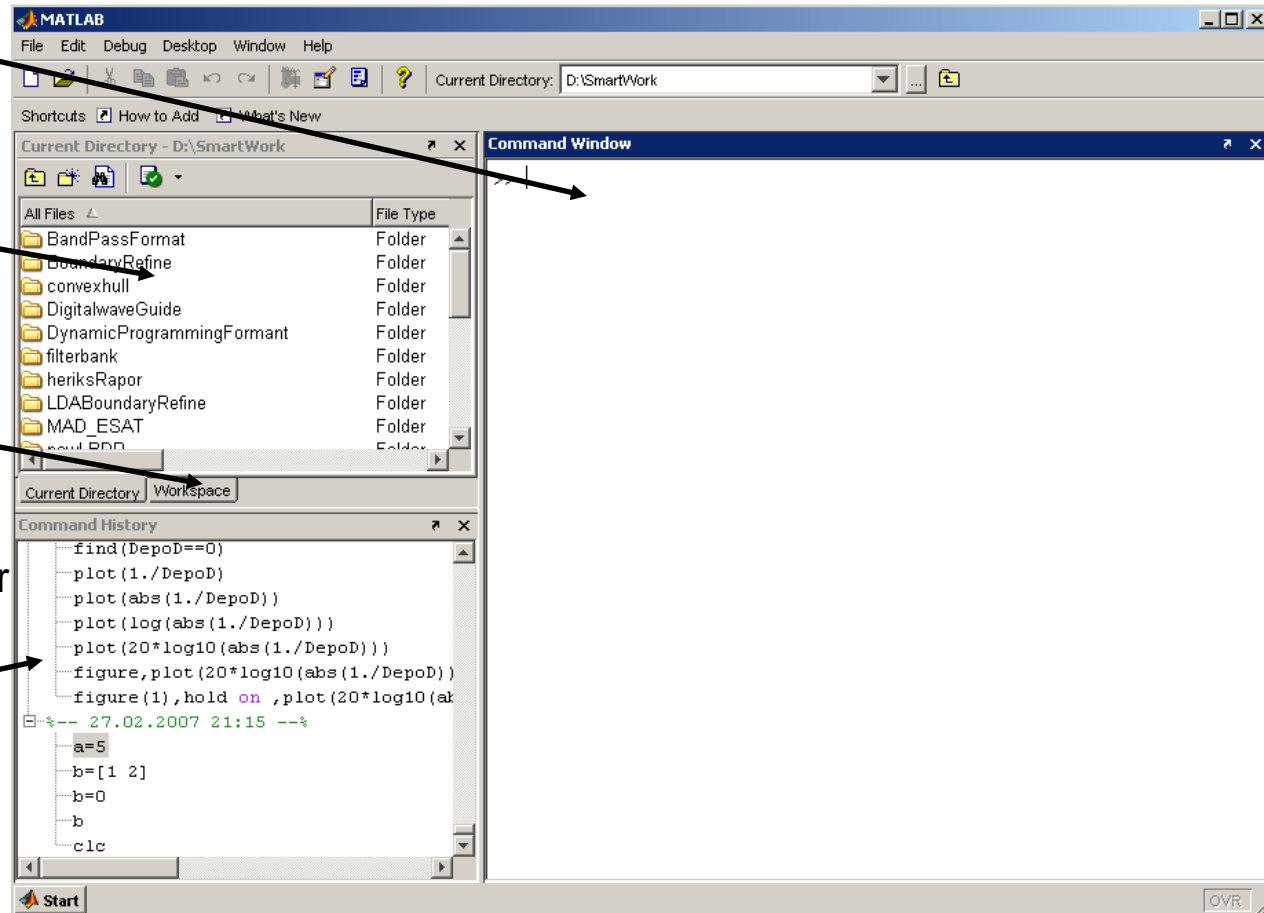 MATLAB
File Edit Debug Desktop Window Help
Current Directory: D:\SmartWork
...
Shortcuts How to Add What's New
Current Directory - D:\SmartWork
All Files File Type
BandPassFormat Folder
BoundaryRefine Folder
convexhull Folder
DigitalwaveGuide Folder
DynamicProgrammingFormant Folder
filterbank Folder
heriksRapor Folder
LDABoundaryRefine Folder
MAD_ESAT Folder
Folder
Current Directory Workspace
Command History
find(DepoD==0)
plot(1./DepoD)
plot(abs(1./DepoD))
plot(log(abs(1./DepoD)))
plot(20*log10(abs(1./DepoD)))
figure,plot(20*log10(abs(1./DepoD))
figure(1),hold on ,plot(20*log10(ab
%-- 27.02.2007 21:15 --%
a=5
b=[1 2]
b=0
b
clc
r
Command Window
>>
Start
OVR